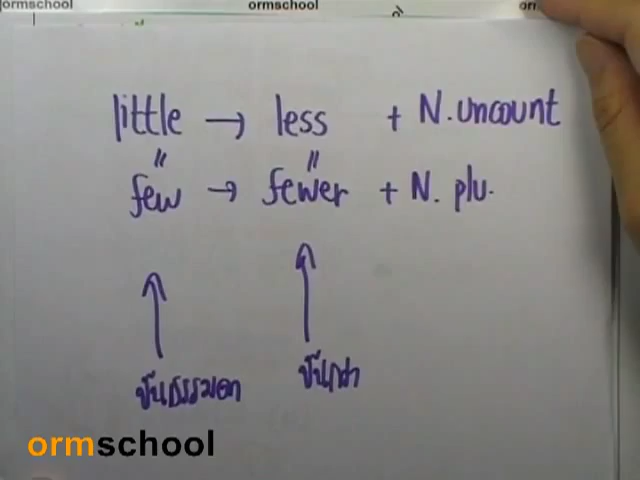 ormschool ormschool orm
little → less + N. uncount
" "
few → fewer + N. plu.
ขั้นธรรมดา ขั้นกว่า
ormschool